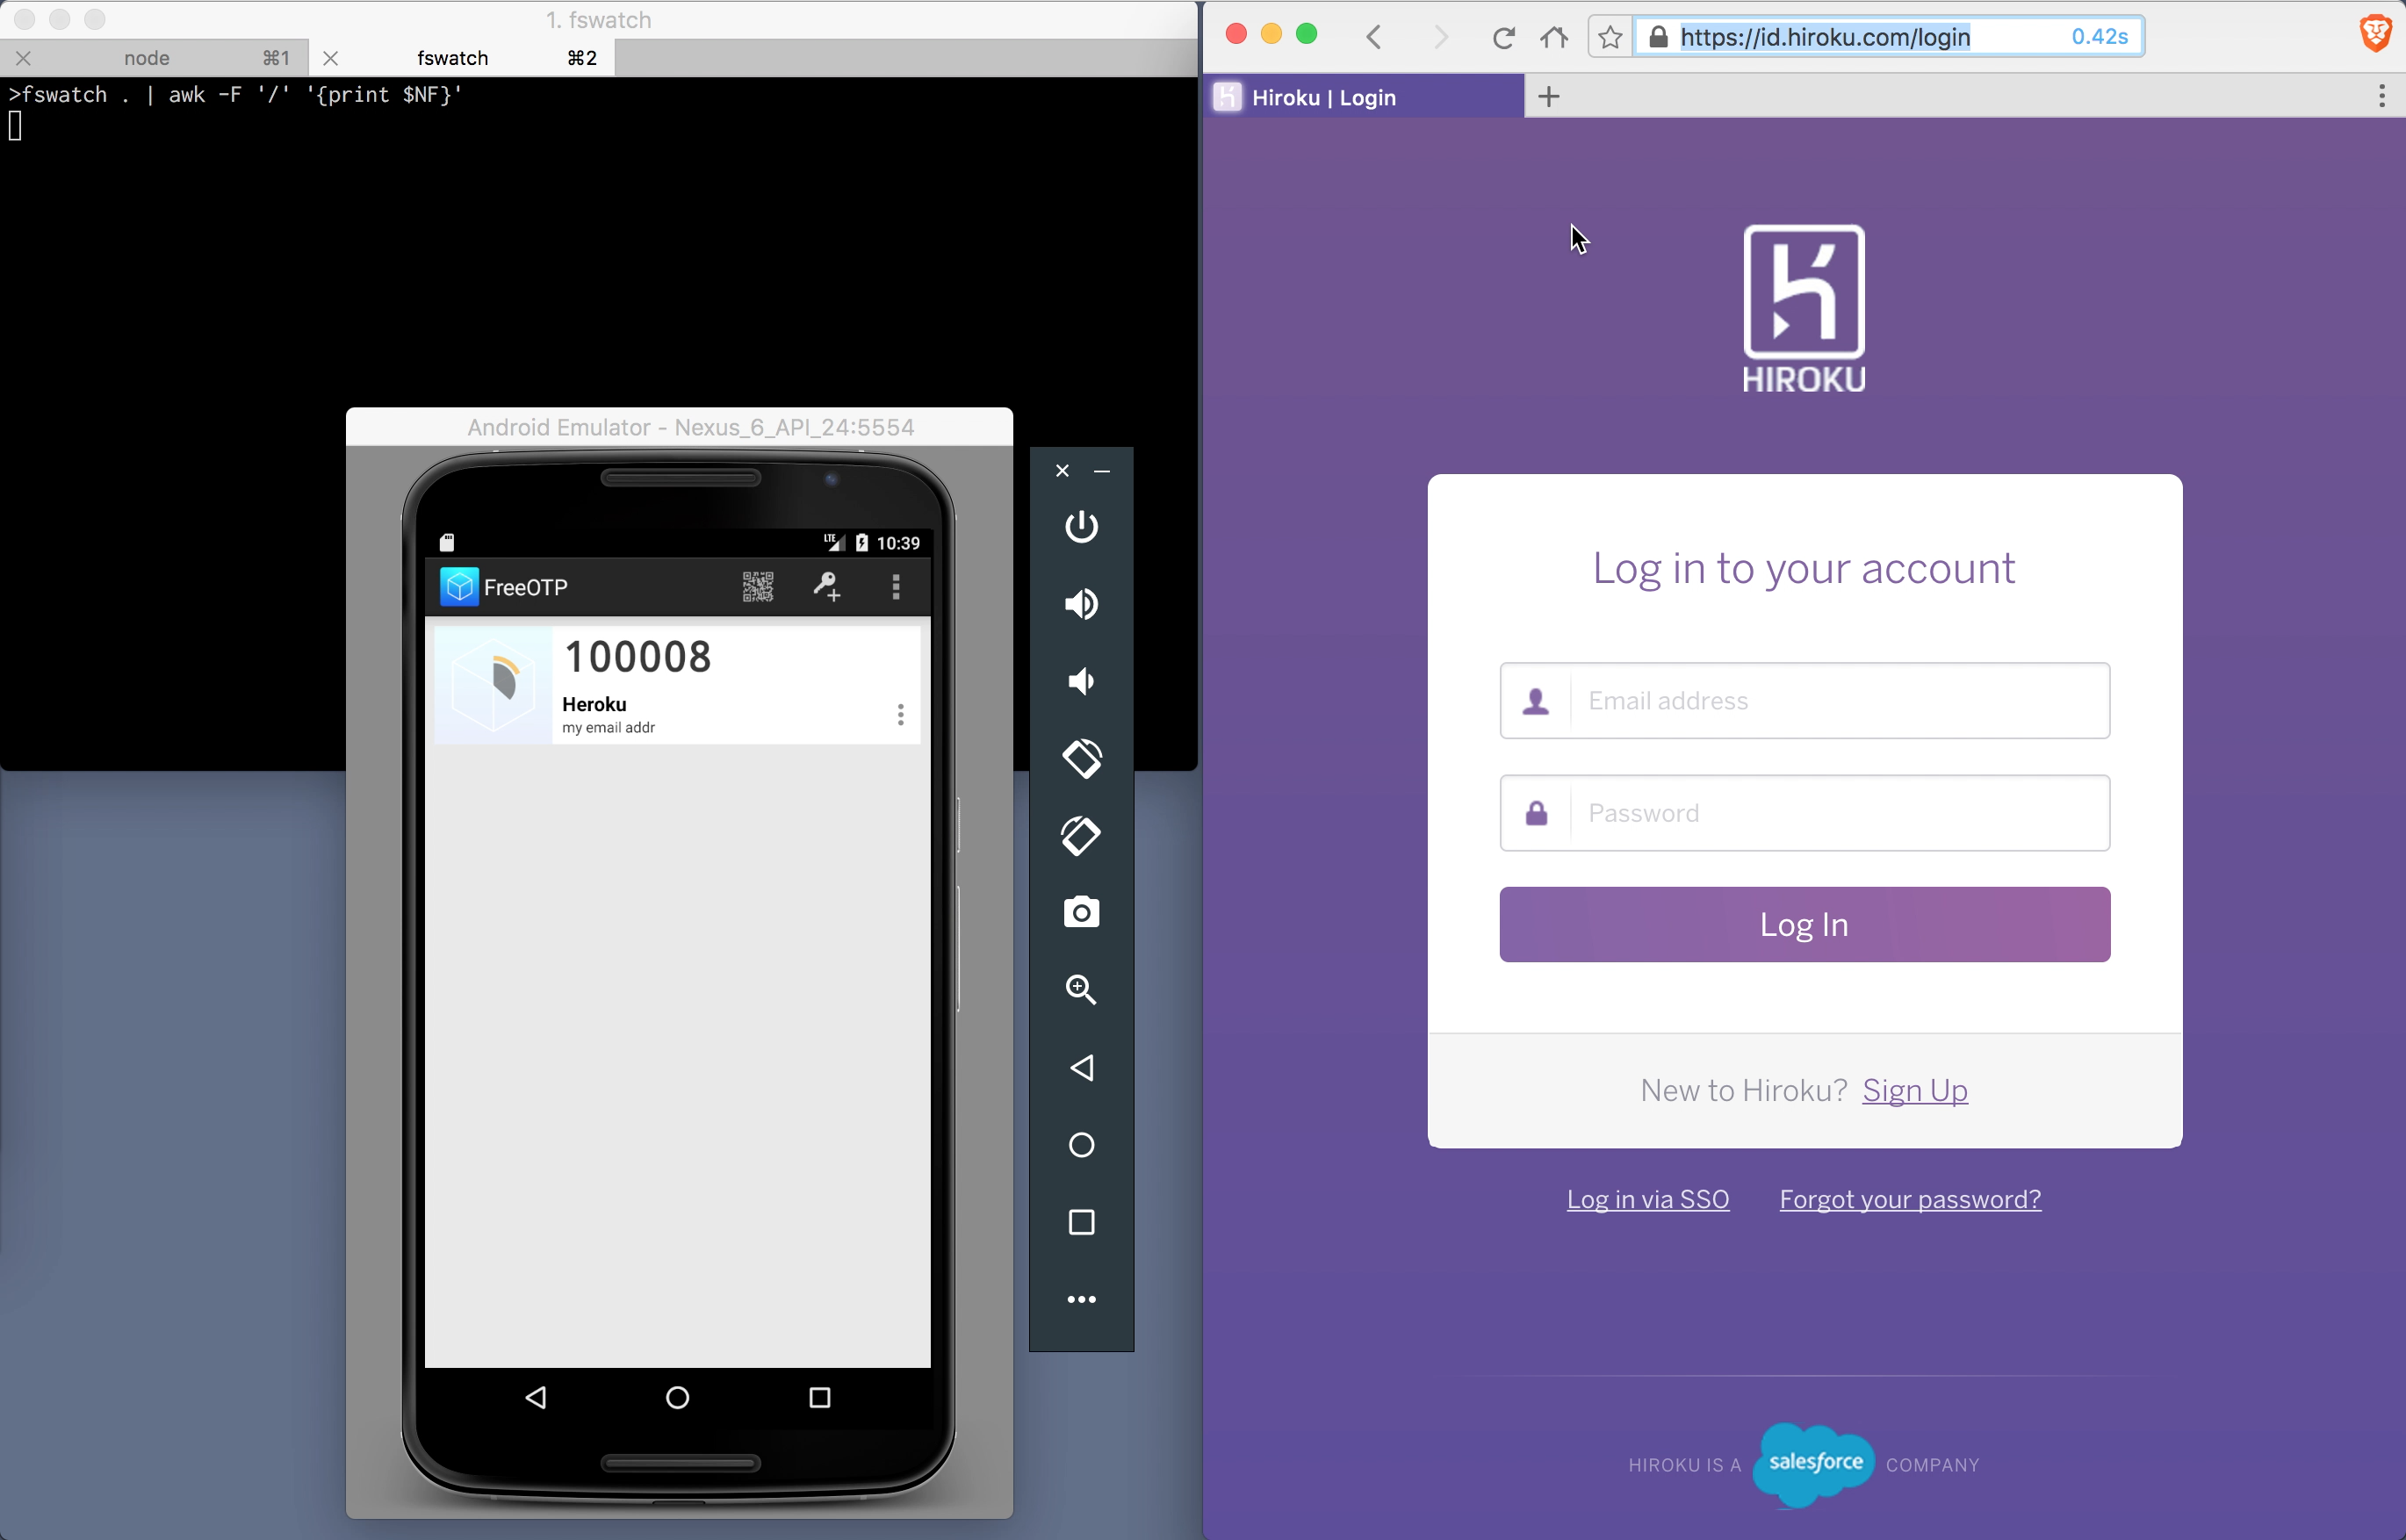 1. fswatch
node ⌘1 fswatch ⌘2
>fswatch . | awk -F '/' '{print $NF}'
Android Emulator - Nexus_6_API_24:5554
LTE 10:39
FreeOTP
100008
Heroku
my email addr
https://id.hiroku.com/login 0.42s
Hiroku | Login
HIROKU
Log in to your account
Email address
Password
Log In
New to Hiroku? Sign Up
Log in via SSO Forgot your password?
HIROKU IS A salesforce COMPANY